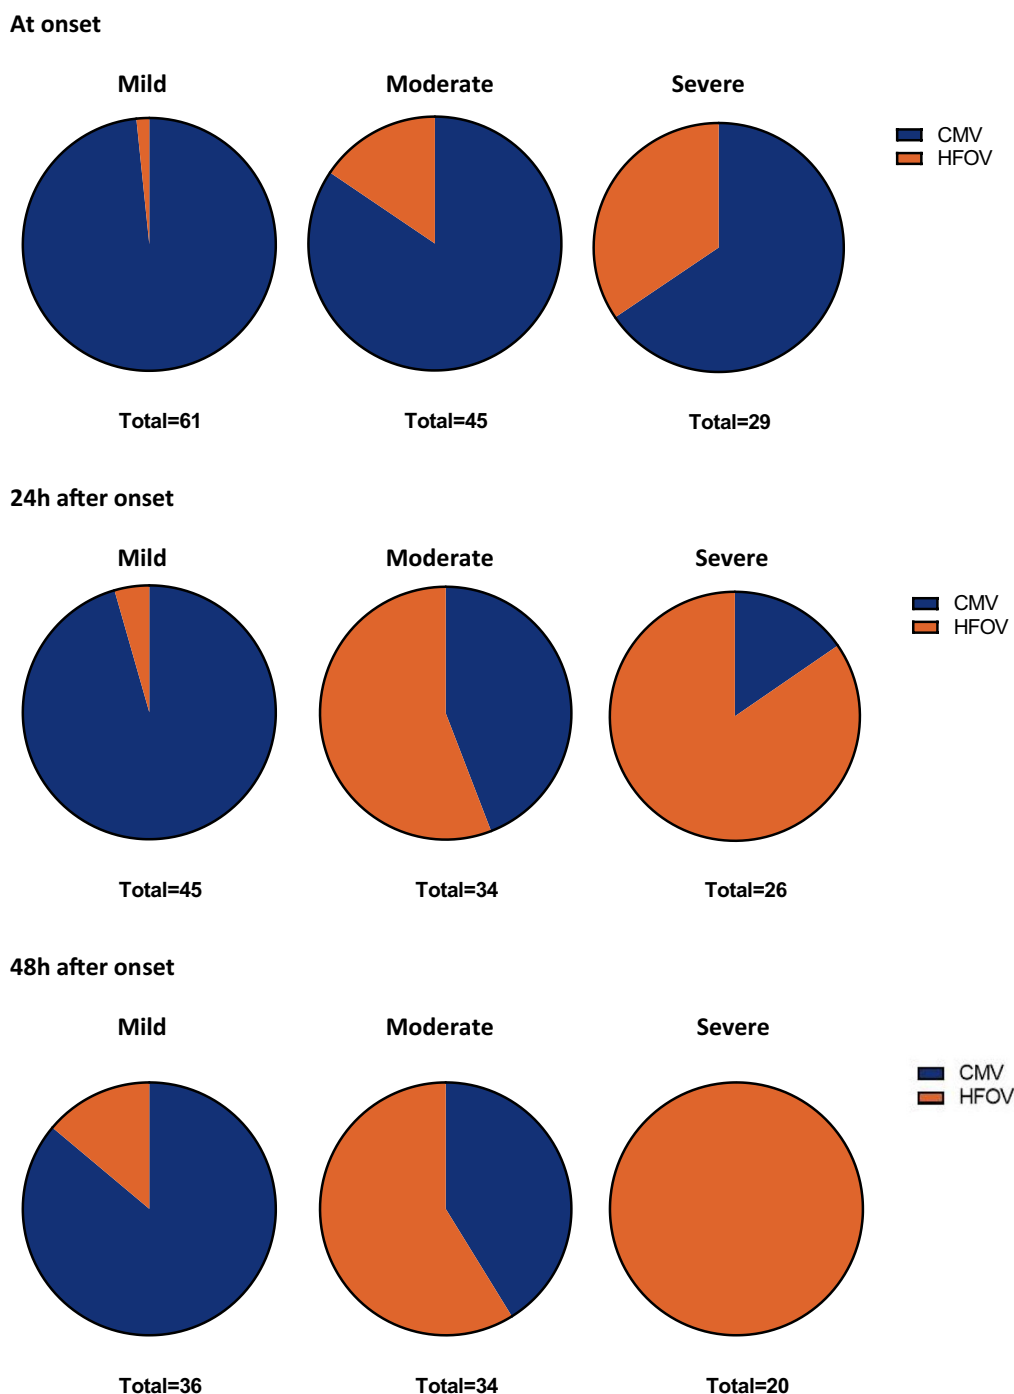 At onset
Mild
Moderate
Severe
CMV
HFOV
Total=61
Total=45
Total=29
24h after onset
Mild
Moderate
Severe
CMV
HFOV
Total=45
Total=34
Total=26
48h after onset
Mild
Moderate
Severe
CMV
HFOV
Total=36
Total=34
Total=20